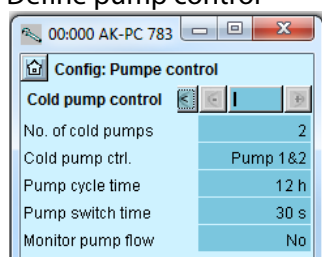 Define pump control
00:000 AK-PC 783
Config: Pumpe control
Cold pump control
No. of cold pumps 2
Cold pump ctrl. Pump 1&2
Pump cycle time 12 h
Pump switch time 30 s
Monitor pump flow No